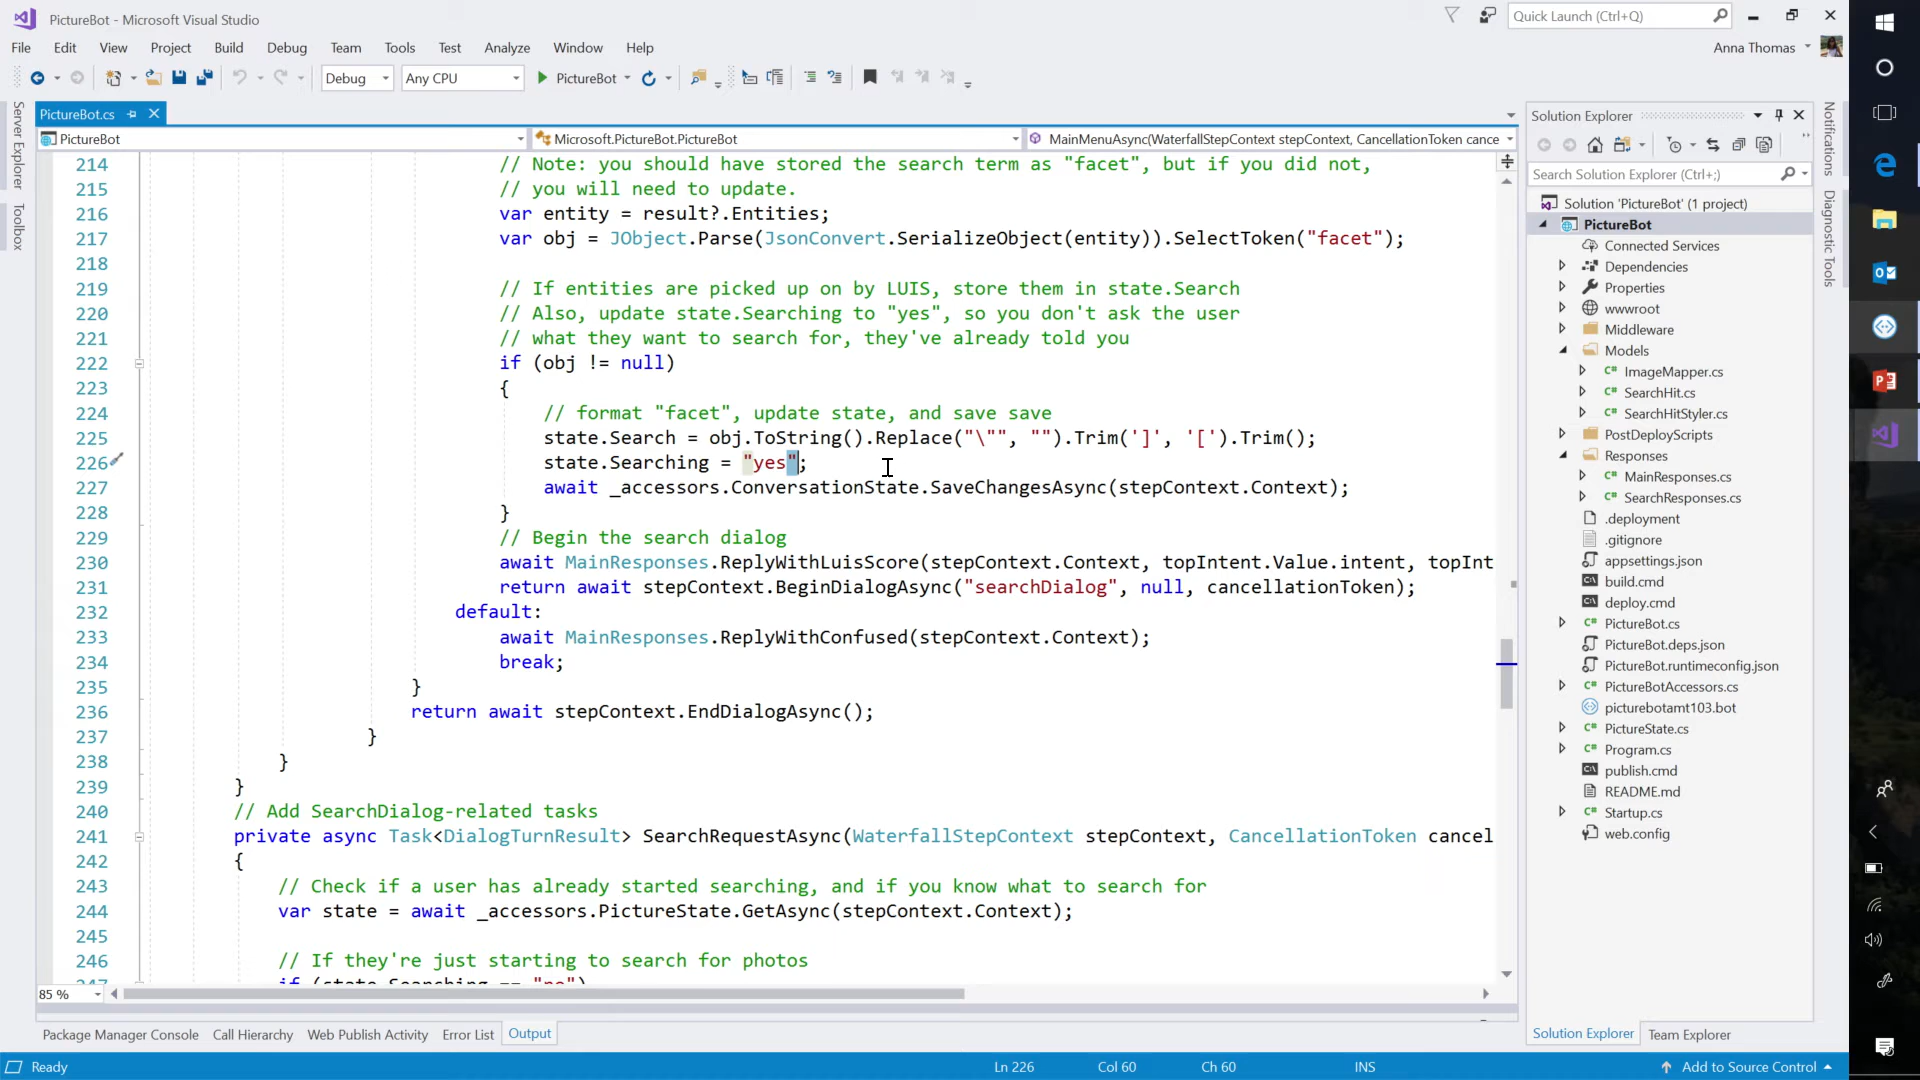 PictureBot - Microsoft Visual Studio
Quick Launch (Ctrl+Q)
File Edit View Project Build Debug Team Tools Test Analyze Window Help
Anna Thomas
Debug Any CPU PictureBot
Server Explorer
Toolbox
PictureBot.cs
PictureBot Microsoft.PictureBot.PictureBot MainMenuAsync(WaterfallStepContext stepContext, CancellationToken cance
214 // Note: you should have stored the search term as "facet", but if you did not,
215 // you will need to update.
216 var entity = result?.Entities;
217 var obj = JObject.Parse(JsonConvert.SerializeObject(entity)).SelectToken("facet");
218
219 // If entities are picked up on by LUIS, store them in state.Search
220 // Also, update state.Searching to "yes", so you don't ask the user
221 // what they want to search for, they've already told you
222 if (obj != null)
223 {
224 // format "facet", update state, and save save
225 state.Search = obj.ToString().Replace("\"", "").Trim(']', '[').Trim();
226 state.Searching = "yes";
227 await _accessors.ConversationState.SaveChangesAsync(stepContext.Context);
228 }
229 // Begin the search dialog
230 await MainResponses.ReplyWithLuisScore(stepContext.Context, topIntent.Value.intent, topInt
231 return await stepContext.BeginDialogAsync("searchDialog", null, cancellationToken);
232 default:
233 await MainResponses.ReplyWithConfused(stepContext.Context);
234 break;
235 }
236 return await stepContext.EndDialogAsync();
237 }
238 }
239 }
240 // Add SearchDialog-related tasks
241 private async Task<DialogTurnResult> SearchRequestAsync(WaterfallStepContext stepContext, CancellationToken cancel
242 {
243 // Check if a user has already started searching, and if you know what to search for
244 var state = await _accessors.PictureState.GetAsync(stepContext.Context);
245
246 // If they're just starting to search for photos
247 if (state.Searching == "no")
85 %
Package Manager Console Call Hierarchy Web Publish Activity Error List Output
Solution Explorer
Search Solution Explorer (Ctrl+;)
Solution 'PictureBot' (1 project)
PictureBot
Connected Services
Dependencies
Properties
wwwroot
Middleware
Models
ImageMapper.cs
SearchHit.cs
SearchHitStyler.cs
PostDeployScripts
Responses
MainResponses.cs
SearchResponses.cs
.deployment
.gitignore
appsettings.json
build.cmd
deploy.cmd
PictureBot.cs
PictureBot.deps.json
PictureBot.runtimeconfig.json
PictureBotAccessors.cs
picturebotamt103.bot
PictureState.cs
Program.cs
publish.cmd
README.md
Startup.cs
web.config
Solution Explorer Team Explorer
Notifications
Diagnostic Tools
Ready Ln 226 Col 60 Ch 60 INS Add to Source Control